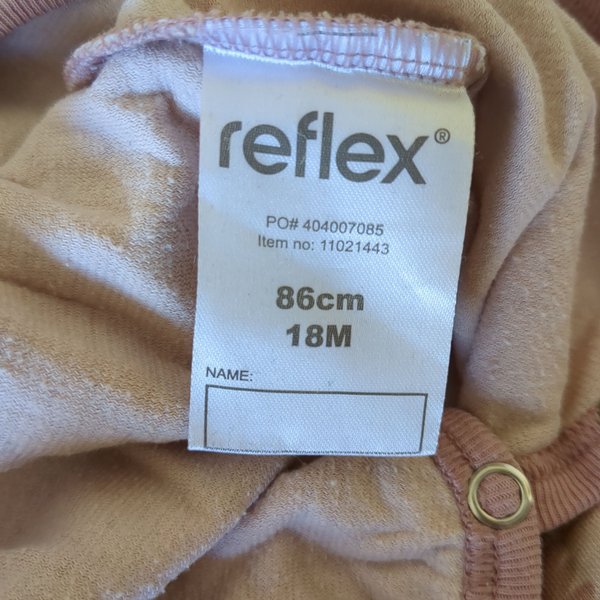 reflex®
PO# 404007085
Item no: 11021443
86cm
18M
NAME: